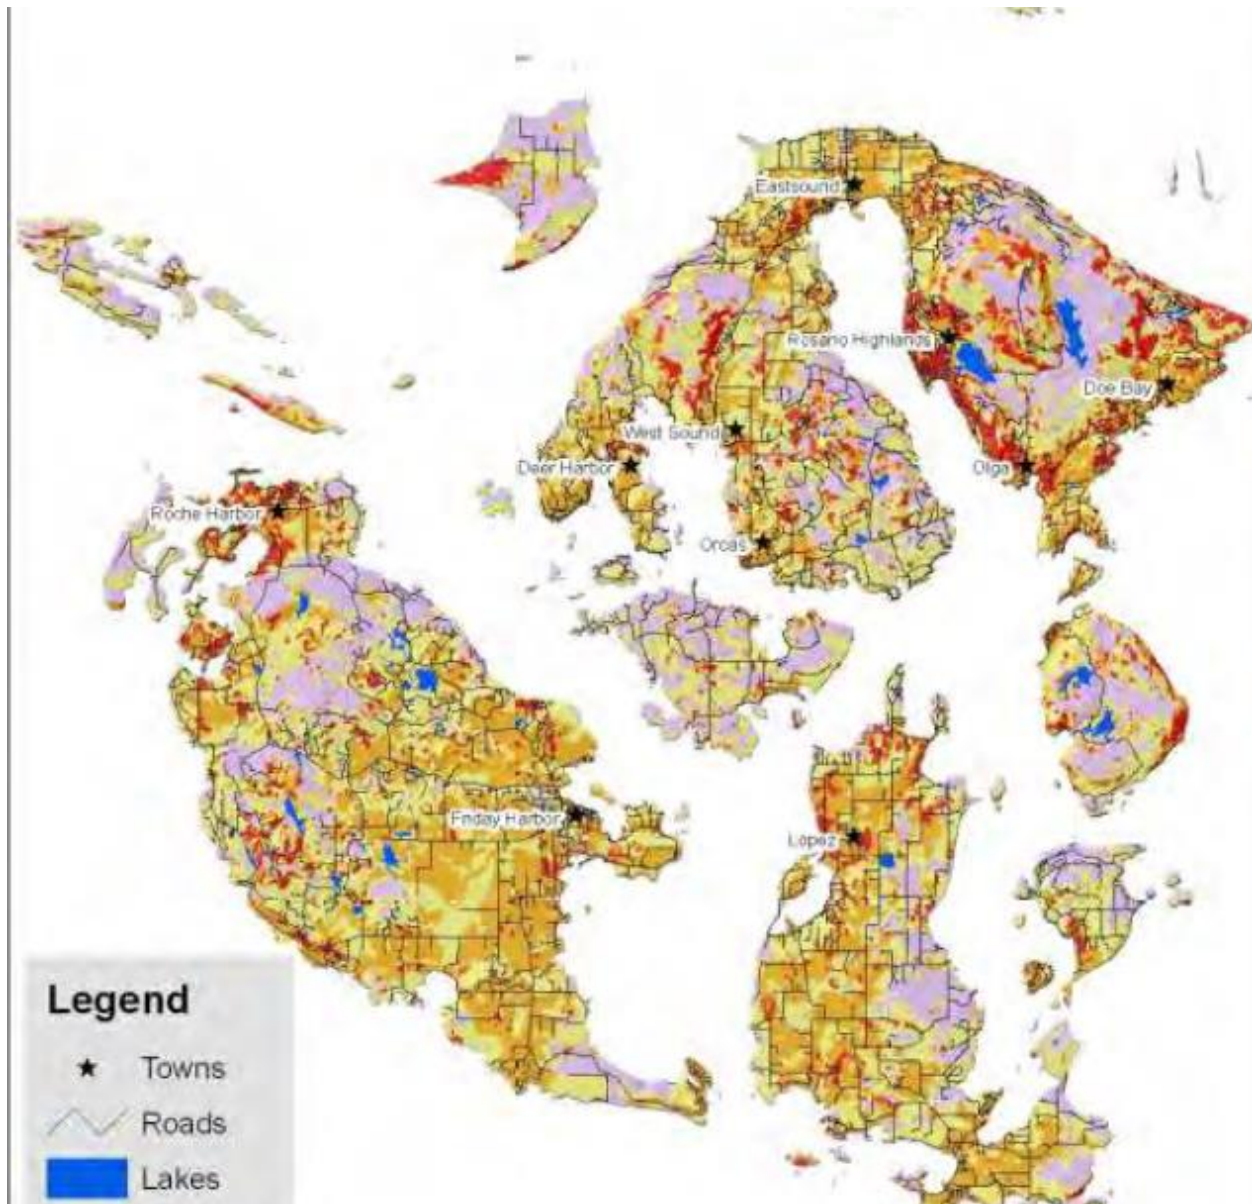 Eastsound
Rosario Highlands
Doe Bay
West Sound
Deer Harbor
Olga
Roche Harbor
Orcas
Friday Harbor
Lopez
Legend
Towns
Roads
Lakes